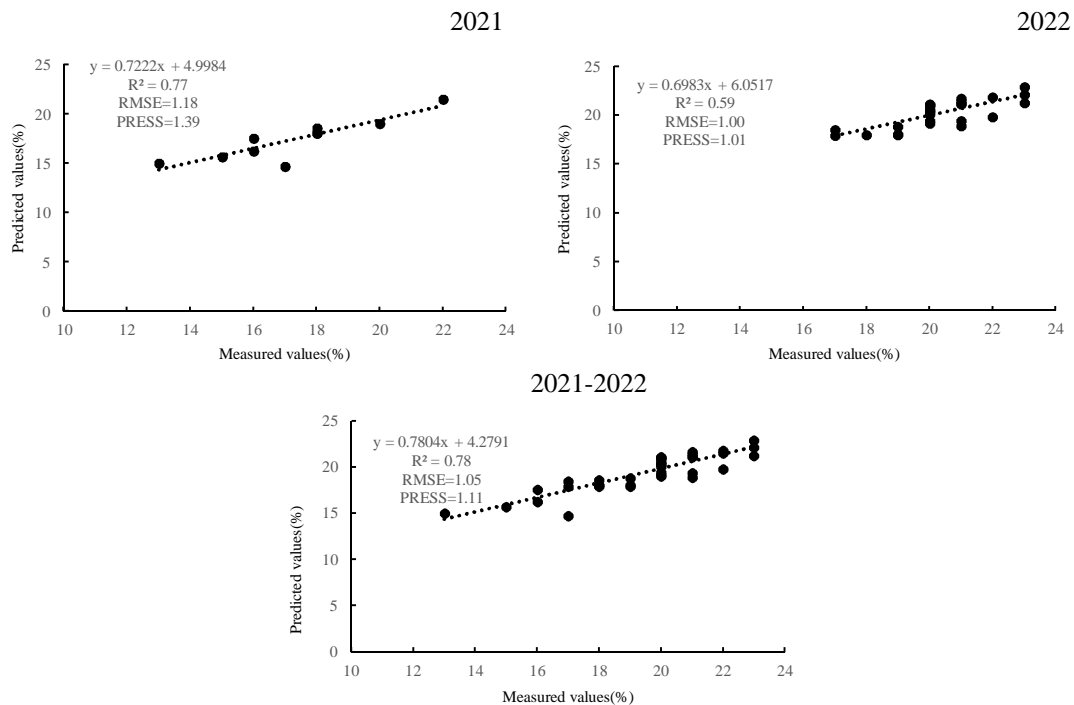 2021
y = 0.7222x + 4.9984
R² = 0.77
RMSE=1.18
PRESS=1.39
25
20
15
10
5
0
10 12 14 16 18 20 22 24
Predicted values(%)
Measured values(%)
2022
y = 0.6983x + 6.0517
R² = 0.59
RMSE=1.00
PRESS=1.01
25
20
15
10
5
0
10 12 14 16 18 20 22 24
Predicted values(%)
Measured values(%)
2021-2022
y = 0.7804x + 4.2791
R² = 0.78
RMSE=1.05
PRESS=1.11
25
20
15
10
5
0
10 12 14 16 18 20 22 24
Predicted values(%)
Measured values(%)